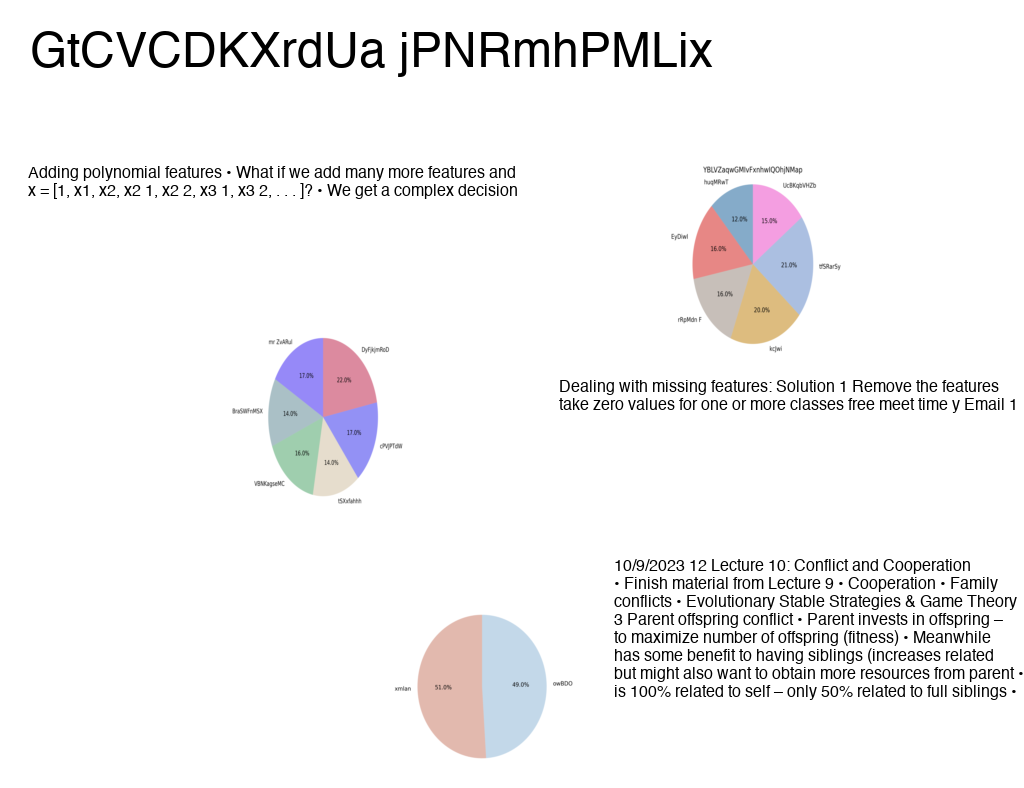 GtCVCDKXrdUa jPNRmhPMLix
Adding polynomial features • What if we add many more features and
x = [1, x1, x2, x2 1, x2 2, x3 1, x3 2, . . . ]? • We get a complex decision
YBLVZaqwGMlvFxnhwlQOhjNMap
huqMRwT
UcBKqbVHZb
12.0%
15.0%
EyDiwl
16.0%
21.0%
tfSRarSy
16.0%
20.0%
rRpMdn F
kcJwi
mr ZvARul
DyFjkjmRoD
17.0%
22.0%
BraSWFnMSX
14.0%
17.0%
cPVJPTdW
16.0%
14.0%
VBNKagseMC
tSXxfahhh
Dealing with missing features: Solution 1 Remove the features
take zero values for one or more classes free meet time y Email 1
10/9/2023 12 Lecture 10: Conflict and Cooperation
• Finish material from Lecture 9 • Cooperation • Family
conflicts • Evolutionary Stable Strategies & Game Theory
3 Parent offspring conflict • Parent invests in offspring –
to maximize number of offspring (fitness) • Meanwhile
has some benefit to having siblings (increases related
but might also want to obtain more resources from parent •
is 100% related to self – only 50% related to full siblings •
xmlan
51.0%
49.0%
owBDO